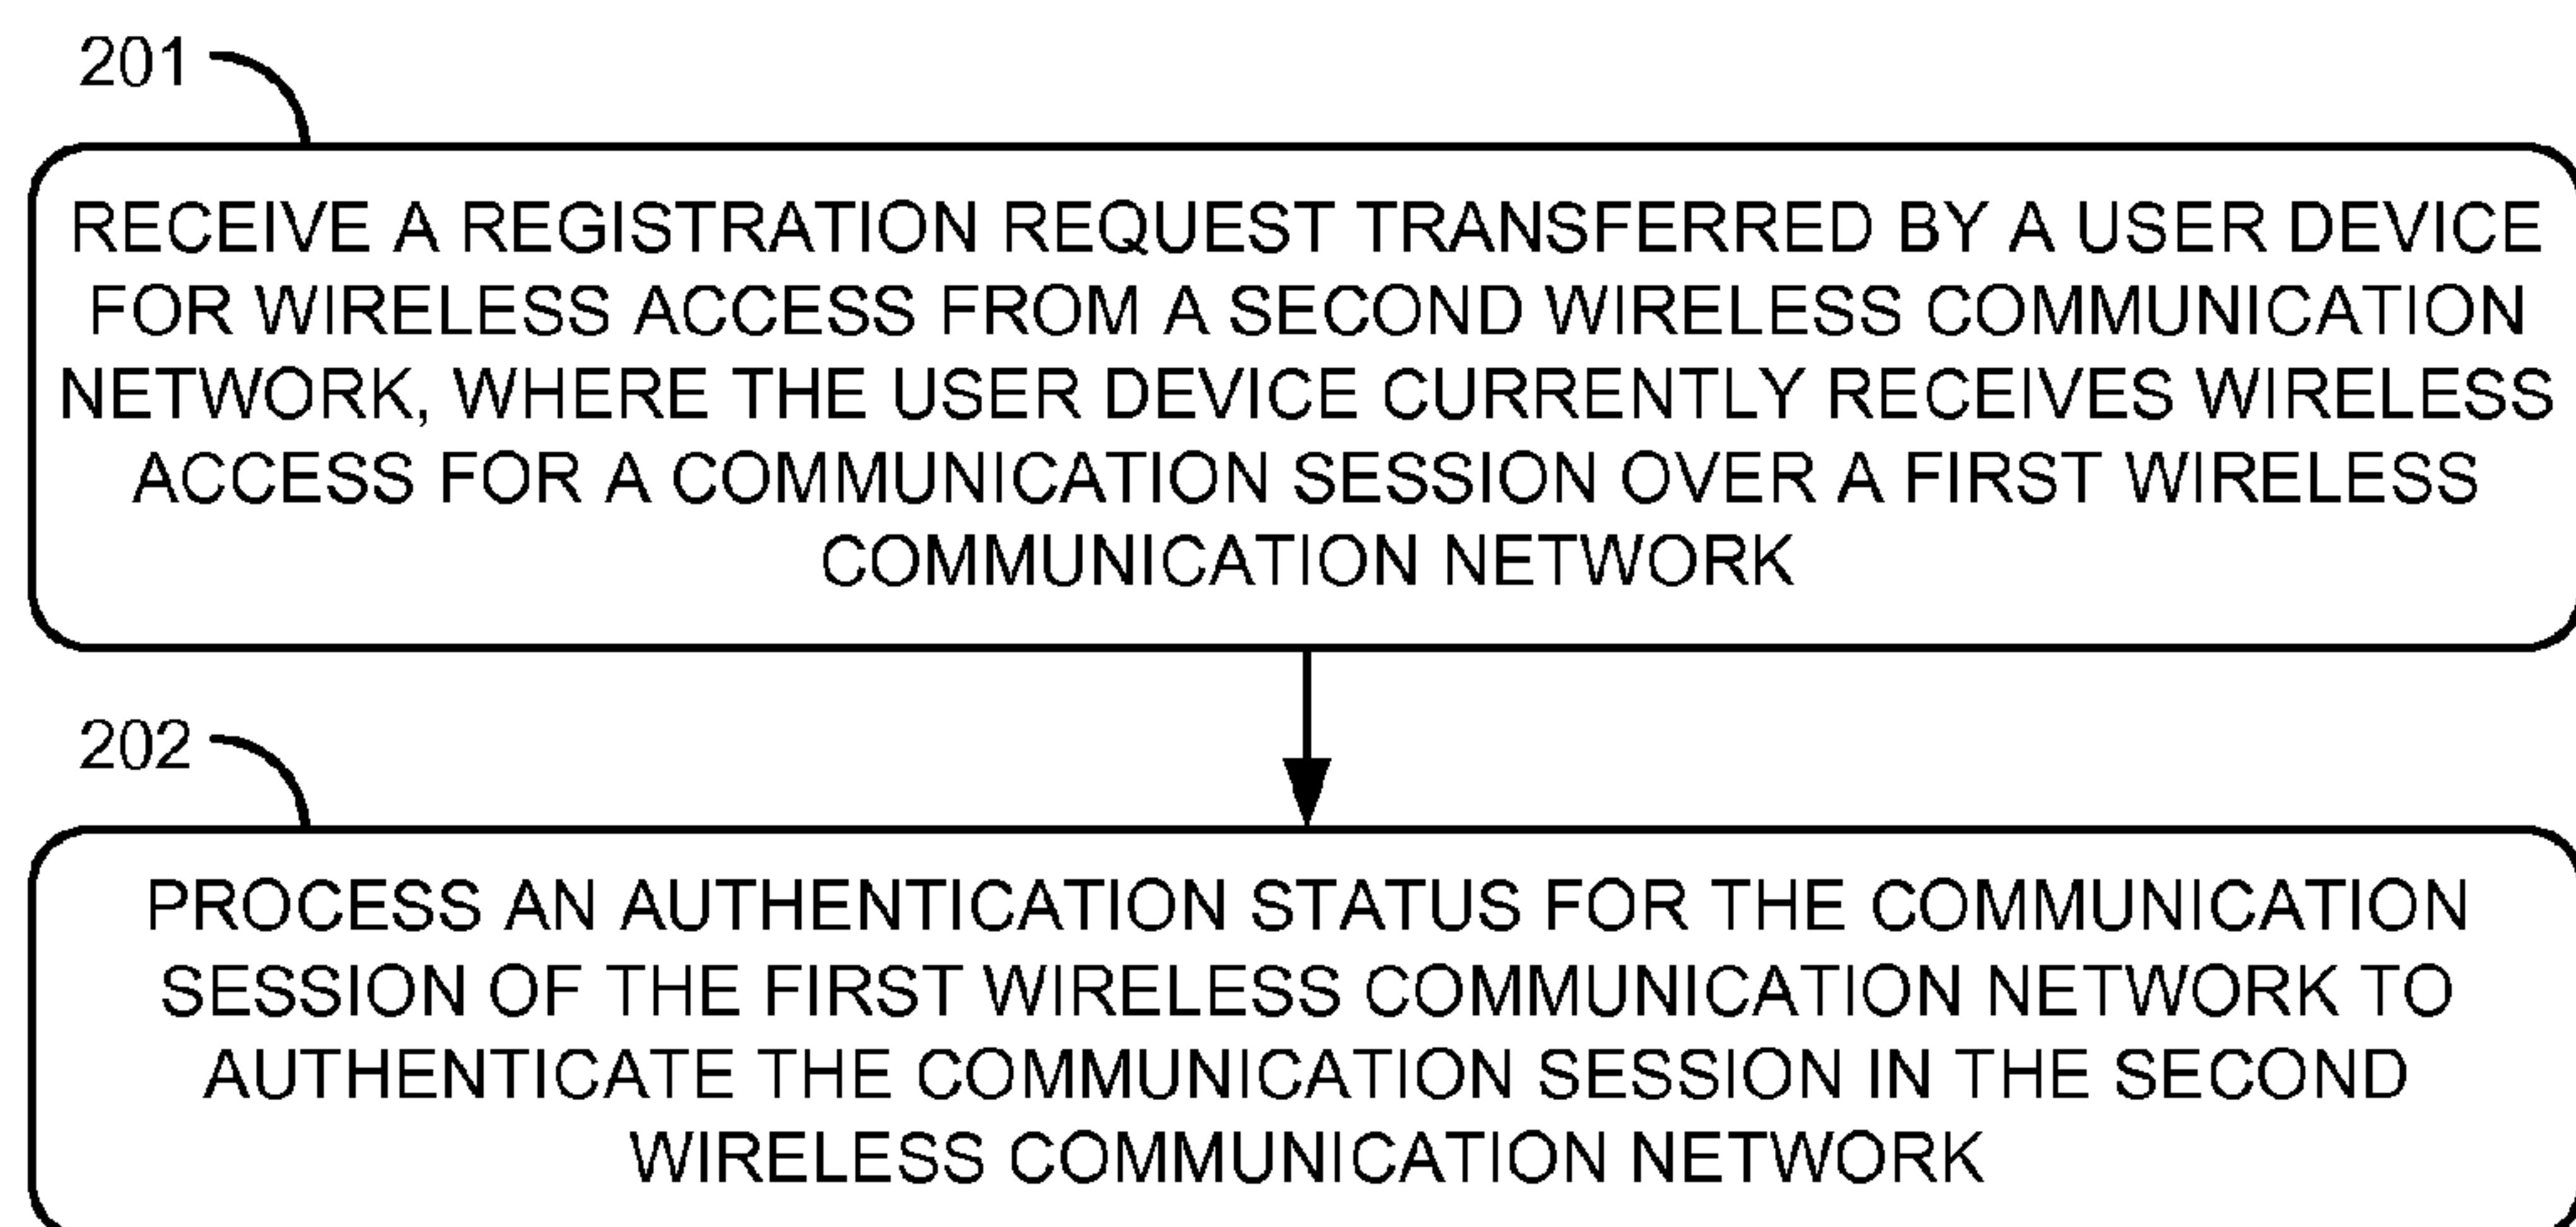 201
RECEIVE A REGISTRATION REQUEST TRANSFERRED BY A USER DEVICE
FOR WIRELESS ACCESS FROM A SECOND WIRELESS COMMUNICATION
NETWORK, WHERE THE USER DEVICE CURRENTLY RECEIVES WIRELESS
ACCESS FOR A COMMUNICATION SESSION OVER A FIRST WIRELESS
COMMUNICATION NETWORK
202
PROCESS AN AUTHENTICATION STATUS FOR THE COMMUNICATION
SESSION OF THE FIRST WIRELESS COMMUNICATION NETWORK TO
AUTHENTICATE THE COMMUNICATION SESSION IN THE SECOND
WIRELESS COMMUNICATION NETWORK